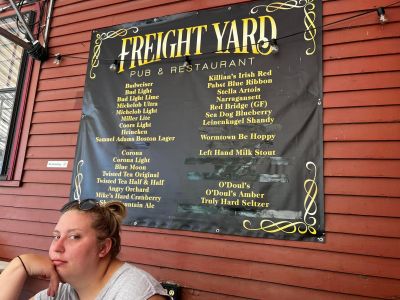 FREIGHT YARD
PUB & RESTAURANT
Budweiser
Bud Light
Bud Light Lime
Michelob Ultra
Michelob Light
Miller Lite
Coors Light
Heineken
Samuel Adams Boston Lager
Corona
Corona Light
Blue Moon
Twisted Tea Original
Twisted Tea Half & Half
Angry Orchard
Mike's Hard Cranberry
Mountain Ale
Killian's Irish Red
Pabst Blue Ribbon
Stella Artois
Narragansett
Red Bridge (GF)
Sea Dog Blueberry
Leinenkugel Shandy
Wormtown Be Hoppy
Left Hand Milk Stout
O'Doul's
O'Doul's Amber
Truly Hard Seltzer